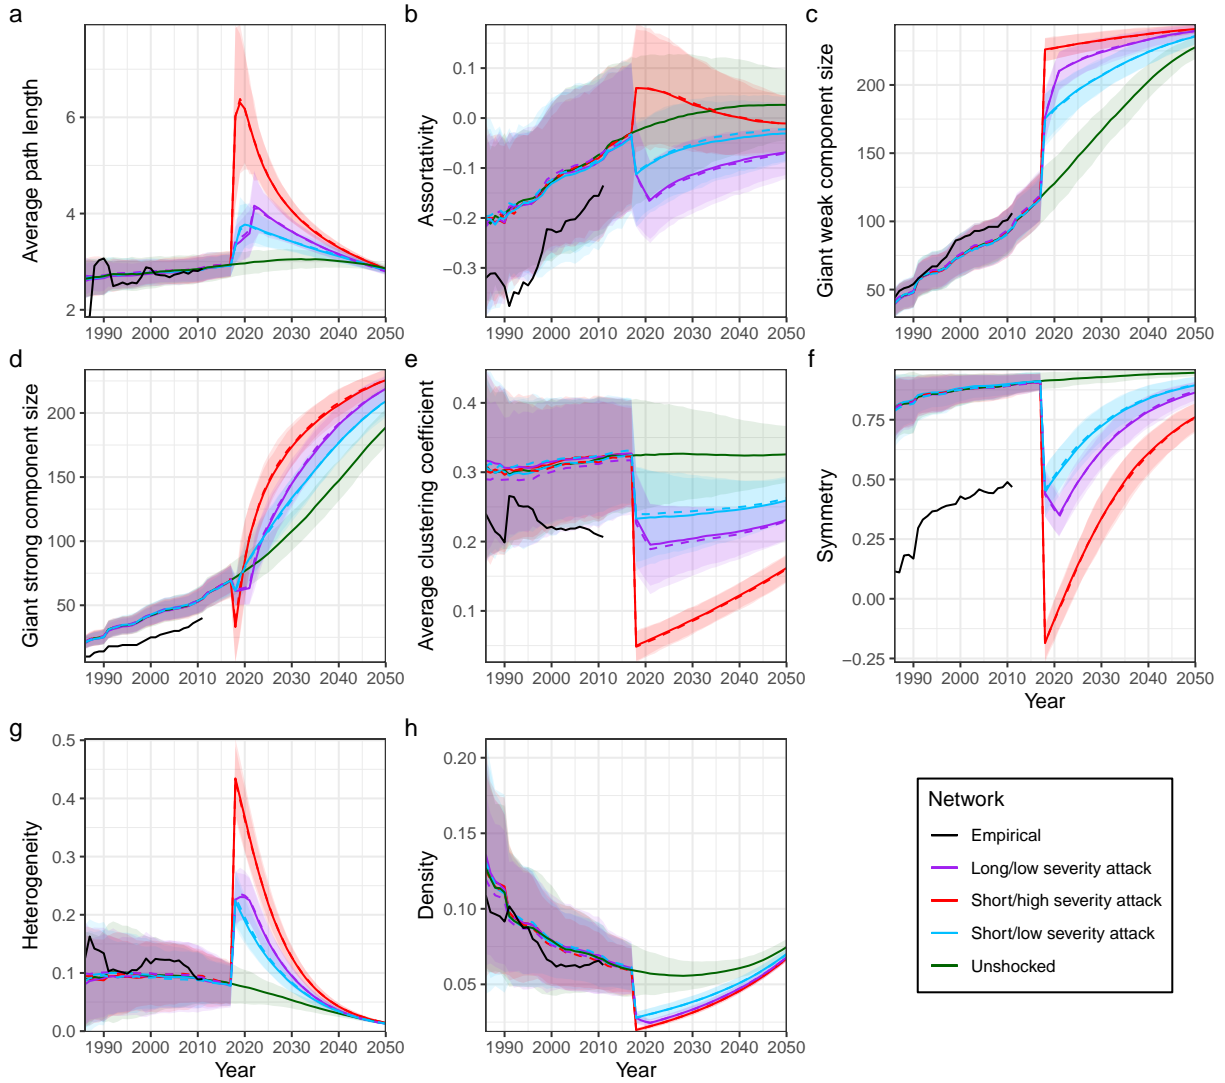 a
Average path length
6
4
2
1990 2000 2010 2020 2030 2040 2050
b
Assortativity
0.1
0.0
−0.1
−0.2
−0.3
1990 2000 2010 2020 2030 2040 2050
c
Giant weak component size
200
150
100
50
1990 2000 2010 2020 2030 2040 2050
d
Giant strong component size
200
150
100
50
1990 2000 2010 2020 2030 2040 2050
e
Average clustering coefficient
0.4
0.3
0.2
0.1
1990 2000 2010 2020 2030 2040 2050
f
Symmetry
0.75
0.50
0.25
0.00
−0.25
1990 2000 2010 2020 2030 2040 2050
Year
g
Heterogeneity
0.5
0.4
0.3
0.2
0.1
0.0
1990 2000 2010 2020 2030 2040 2050
Year
h
Density
0.20
0.15
0.10
0.05
1990 2000 2010 2020 2030 2040 2050
Year
Network
Empirical
Long/low severity attack
Short/high severity attack
Short/low severity attack
Unshocked